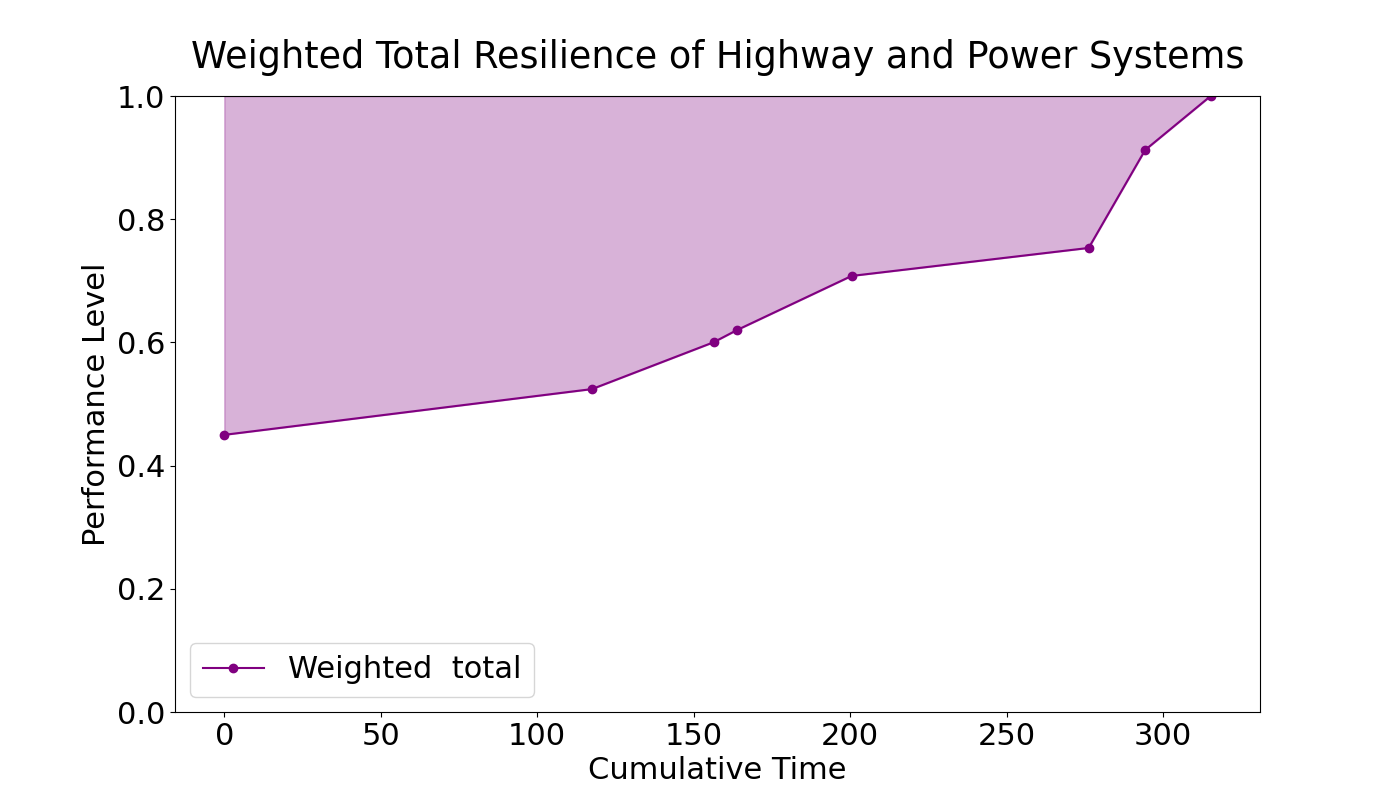 Weighted Total Resilience of Highway and Power Systems
1.0
0.8
0.6
0.4
0.2
0.0
Performance Level
Weighted  total
0 50 100 150 200 250 300
Cumulative Time